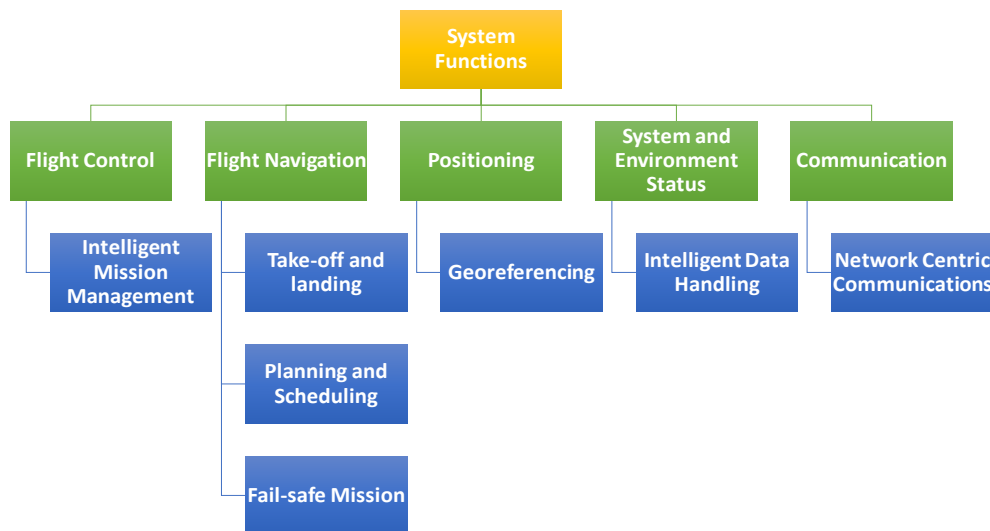 System
Functions
Flight Control
Flight Navigation
Positioning
System and
Environment
Status
Communication
Intelligent
Mission
Management
Take-off and
landing
Georeferencing
Intelligent Data
Handling
Network Centric
Communications
Planning and
Scheduling
Fail-safe Mission